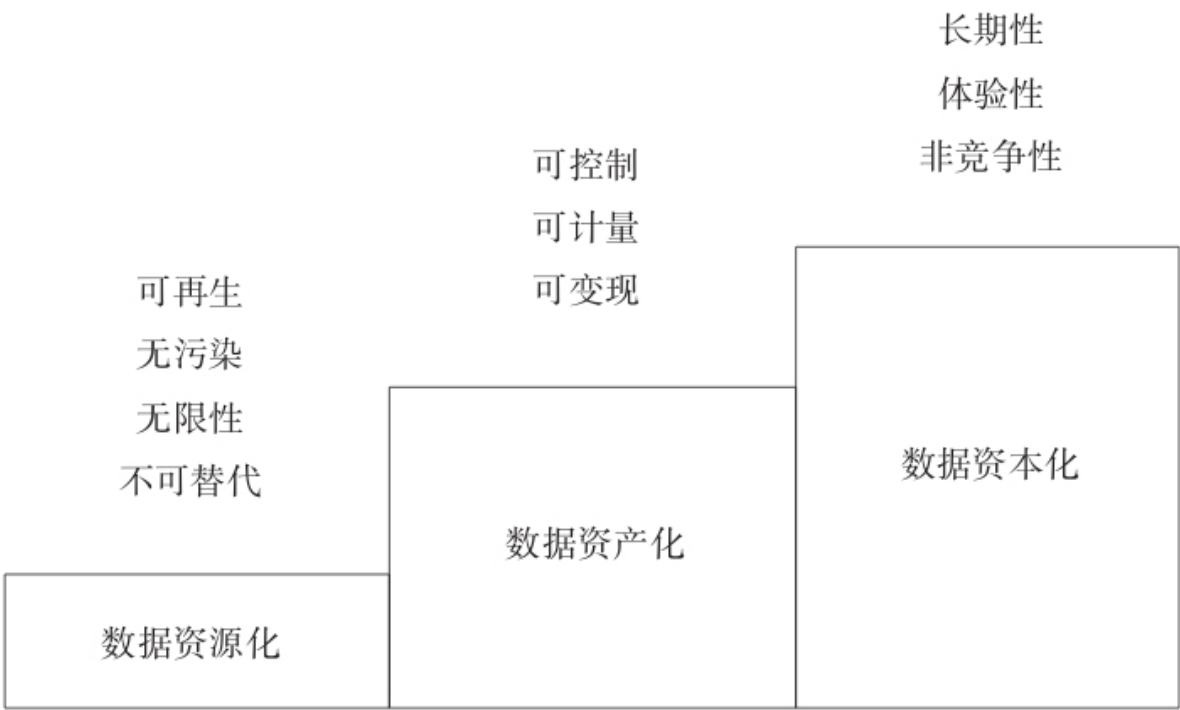 可再生
无污染
无限性
不可替代
数据资源化
可控制
可计量
可变现
数据资产化
长期性
体验性
非竞争性
数据资本化